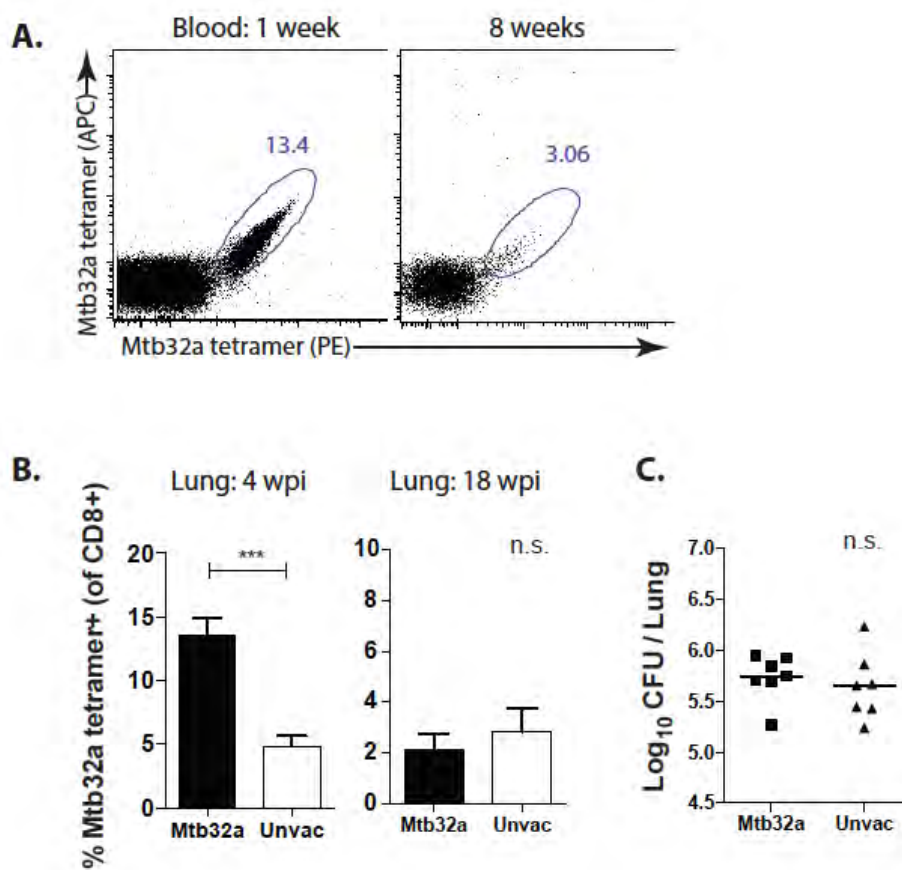 A.
Blood: 1 week
8 weeks
Mtb32a tetramer (APC)
13.4
3.06
Mtb32a tetramer (PE)
B.
Lung: 4 wpi
Lung: 18 wpi
% Mtb32a tetramer+ (of CD8+)
20
15
10
5
0
***
Mtb32a
Unvac
10
8
6
4
2
0
n.s.
Mtb32a
Unvac
C.
n.s.
Log10 CFU / Lung
7.0
6.5
6.0
5.5
5.0
4.5
Mtb32a
Unvac